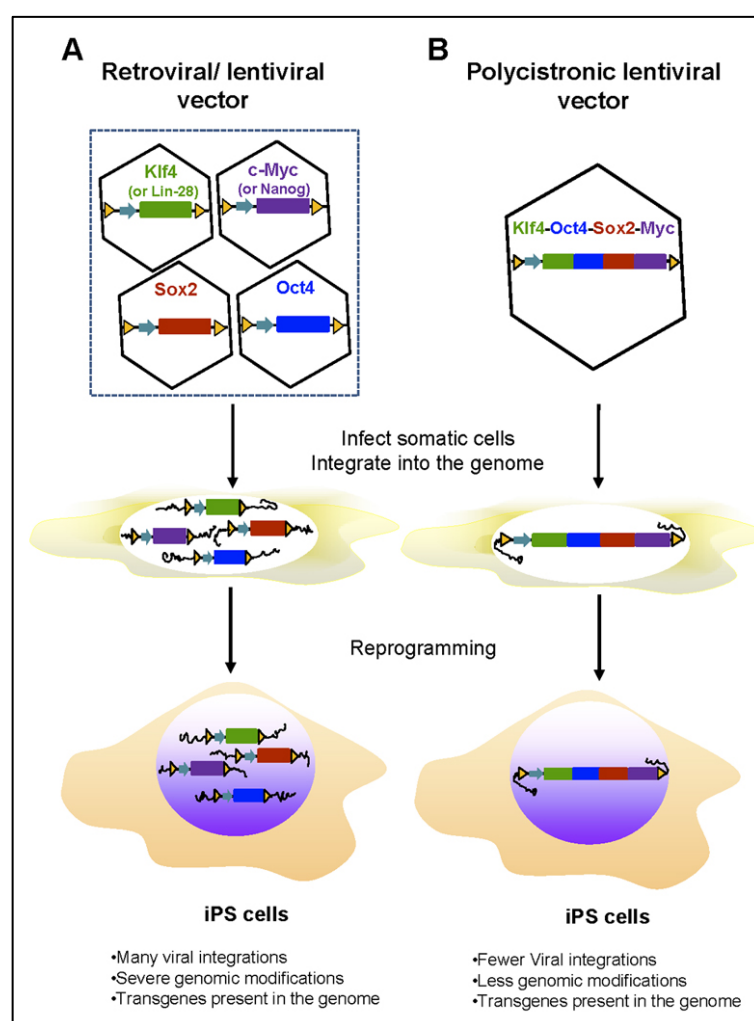 A
Retroviral/ lentiviral
vector
Klf4
(or Lin-28)
c-Myc
(or Nanog)
Sox2
Oct4
B
Polycistronic lentiviral
vector
Klf4-Oct4-Sox2-Myc
Infect somatic cells
Integrate into the genome
Reprogramming
iPS cells
•Many viral integrations
•Severe genomic modifications
•Transgenes present in the genome
iPS cells
•Fewer Viral integrations
•Less genomic modifications
•Transgenes present in the genome